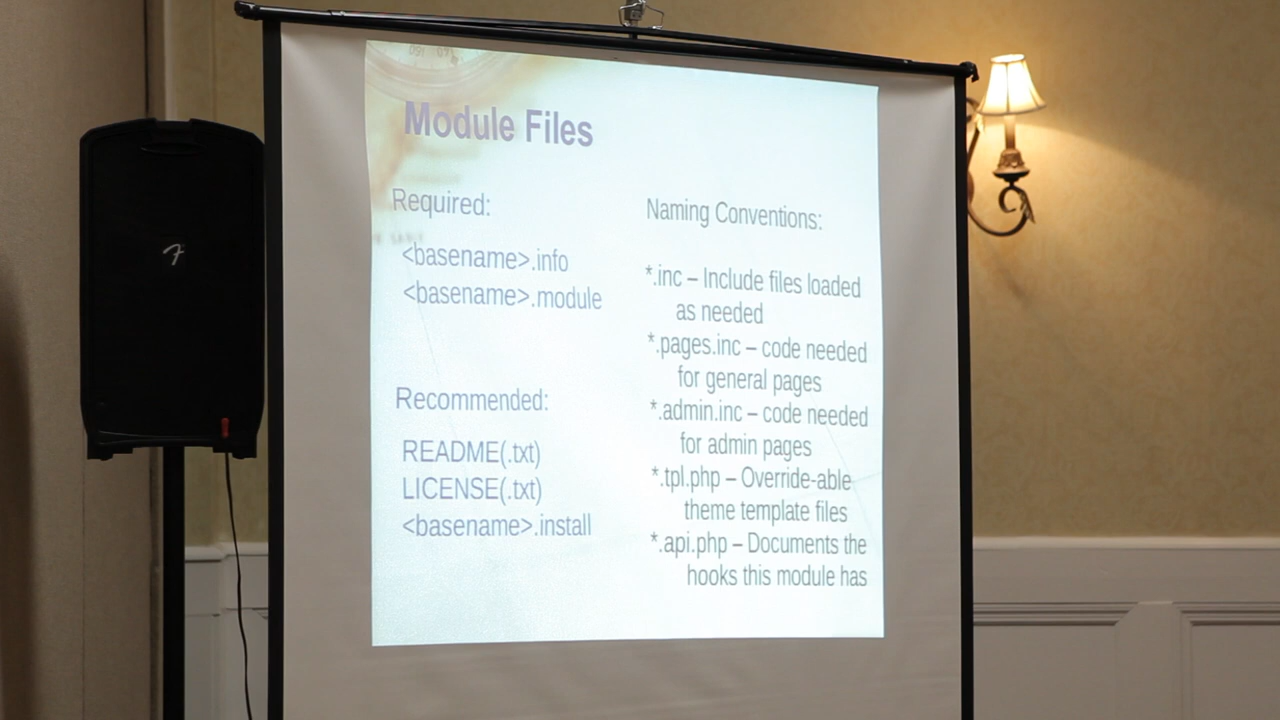 Module Files
Required:
<basename>.info
<basename>.module
Recommended:
README(.txt)
LICENSE(.txt)
<basename>.install
Naming Conventions:
*.inc – Include files loaded
as needed
*.pages.inc – code needed
for general pages
*.admin.inc – code needed
for admin pages
*.tpl.php – Override-able
theme template files
*.api.php – Documents the
hooks this module has